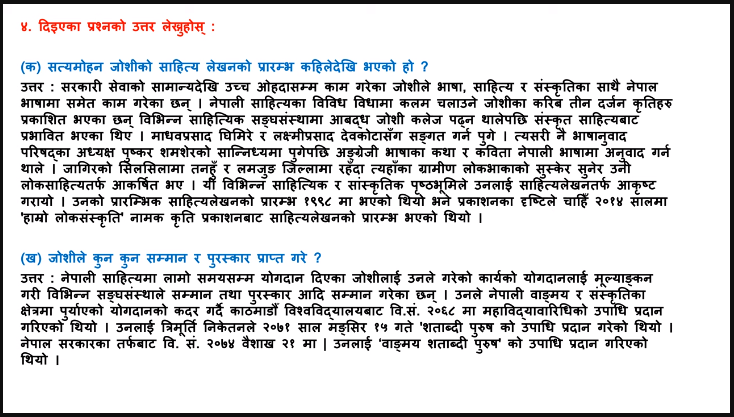 ४. दिइएका प्रश्नको उत्तर लेख्नुहोस् :
(क) सत्यमोहन जोशीको साहित्य लेखनको प्रारम्भ कहिलेदेखि भएको हो ?
उत्तर : सरकारी सेवाको सामान्यदेखि उच्च ओहदासम्म काम गरेका जोशीले भाषा, साहित्य र संस्कृतिका साथै नेपाल
भाषामा समेत काम गरेका छन् । नेपाली साहित्यका विविध विधामा कलम चलाउने जोशीका करिब तीन दर्जन कृतिहरु
प्रकाशित भएका छन् विभिन्न साहित्यिक सङ्घसंस्थामा आबद्ध जोशी कलेज पढ्न थालेपछि संस्कृत साहित्यबाट
प्रभावित भएका थिए । माधवप्रसाद घिमिरे र लक्ष्मीप्रसाद देवकोटासँग सङ्गत गर्न पुगे । त्यसरी नै भाषानुवाद
परिषद्का अध्यक्ष पुष्कर शमशेरको सान्निध्यमा पुगेपछि अङ्ग्रेजी भाषाका कथा र कविता नेपाली भाषामा अनुवाद गर्न
थाले । जागिरको सिलसिलामा तनहूँ र लमजुङ जिल्लामा रहँदा त्यहाँका ग्रामीण लोकभाकाको सुस्केर सुनेर उनी
लोकसाहित्यतर्फ आकर्षित भए । यी विभिन्न साहित्यिक र सांस्कृतिक पृष्ठभूमिले उनलाई साहित्यलेखनतर्फ आकृष्ट
गरायो । उनको प्रारम्भिक साहित्यलेखनको प्रारम्भ १९९८ मा भएको थियो भने प्रकाशनका दृष्टिले चाहिँ २०१४ सालमा
'हाम्रो लोकसंस्कृति' नामक कृति प्रकाशनबाट साहित्यलेखनको प्रारम्भ भएको थियो ।
(ख) जोशीले कुन कुन सम्मान र पुरस्कार प्राप्त गरे ?
उत्तर : नेपाली साहित्यमा लामो समयसम्म योगदान दिएका जोशीलाई उनले गरेको कार्यको योगदानलाई मूल्याङ्कन
गरी विभिन्न सङ्घसंस्थाले सम्मान तथा पुरस्कार आदि सम्मान गरेका छन् । उनले नेपाली वाङ्मय र संस्कृतिका
क्षेत्रमा पुर्याएको योगदानको कदर गर्दै काठमाडौं विश्वविद्यालयबाट वि.सं. २०६८ मा महाविद्यावारिधिको उपाधि प्रदान
गरिएको थियो । उनलाई त्रिमूर्ति निकेतनले २०७१ साल मङ्सिर १५ गते 'शताब्दी पुरुष को उपाधि प्रदान गरेको थियो ।
नेपाल सरकारका तर्फबाट वि. सं. २०७४ वैशाख २१ मा | उनलाई 'वाङ्मय शताब्दी पुरुष' को उपाधि प्रदान गरिएको
थियो ।